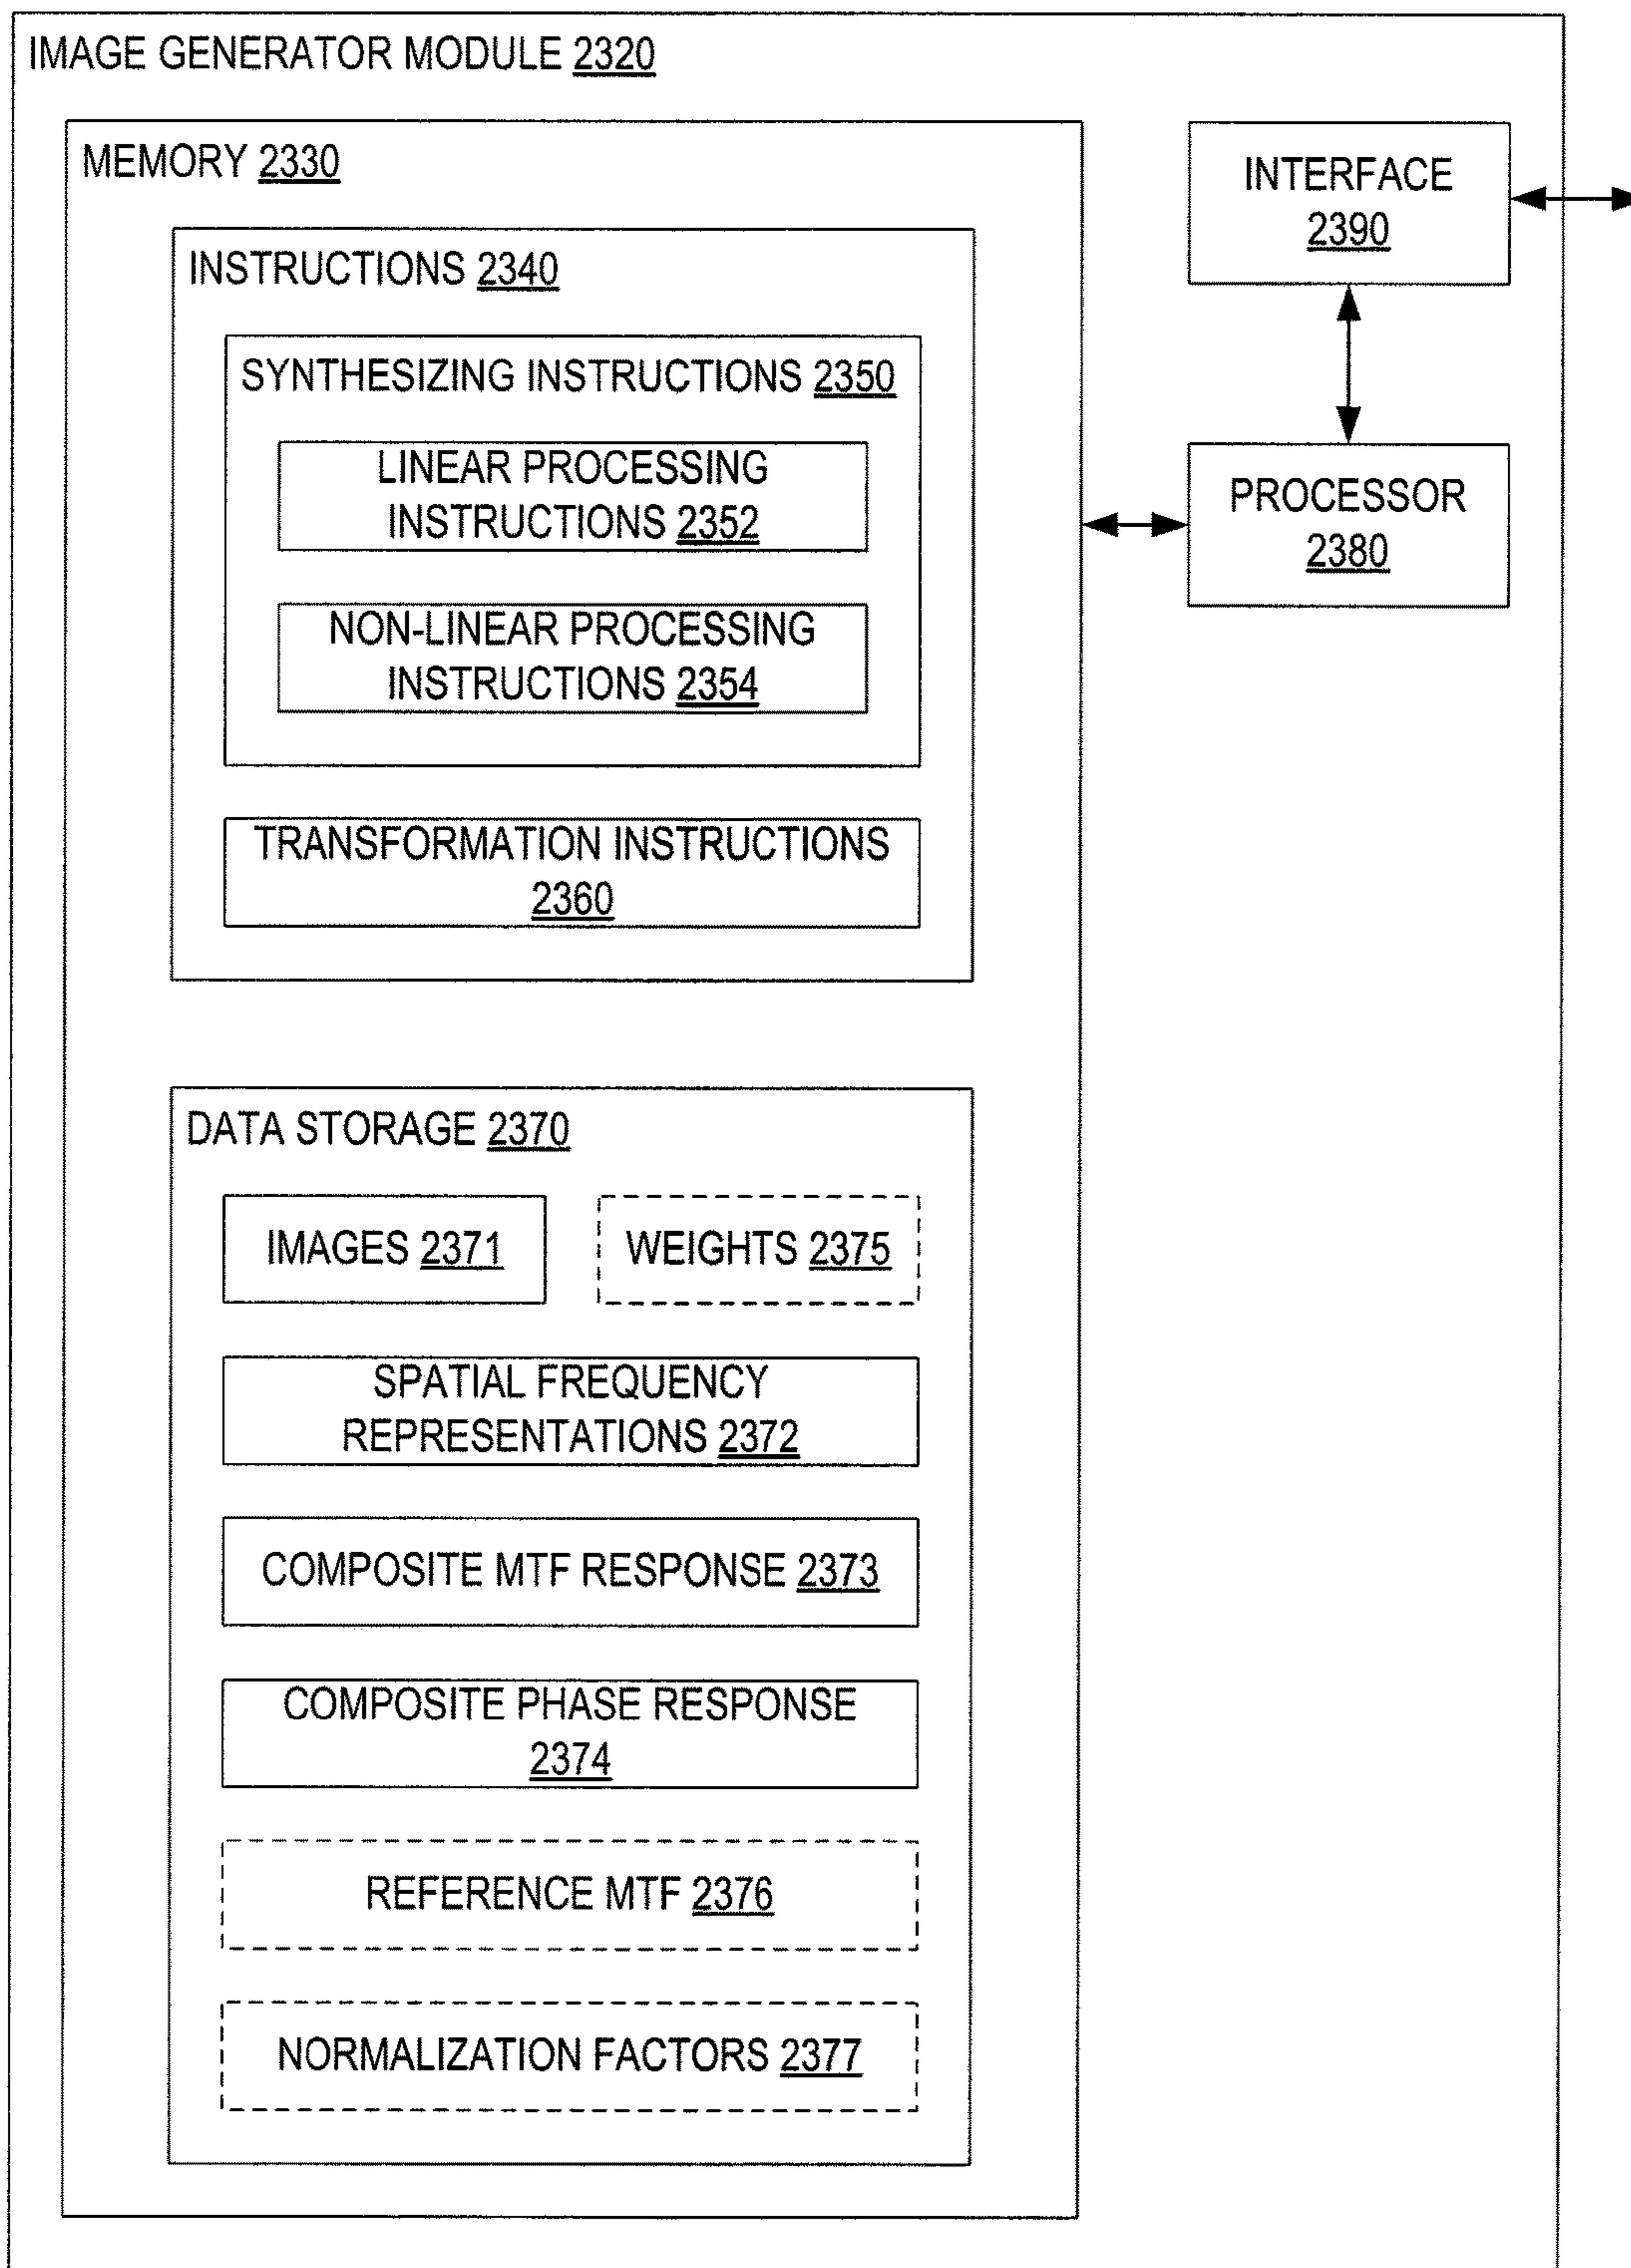 IMAGE GENERATOR MODULE 2320
MEMORY 2330
INSTRUCTIONS 2340
SYNTHESIZING INSTRUCTIONS 2350
LINEAR PROCESSING
INSTRUCTIONS 2352
NON-LINEAR PROCESSING
INSTRUCTIONS 2354
TRANSFORMATION INSTRUCTIONS
2360
DATA STORAGE 2370
IMAGES 2371
WEIGHTS 2375
SPATIAL FREQUENCY
REPRESENTATIONS 2372
COMPOSITE MTF RESPONSE 2373
COMPOSITE PHASE RESPONSE
2374
REFERENCE MTF 2376
NORMALIZATION FACTORS 2377
INTERFACE
2390
PROCESSOR
2380